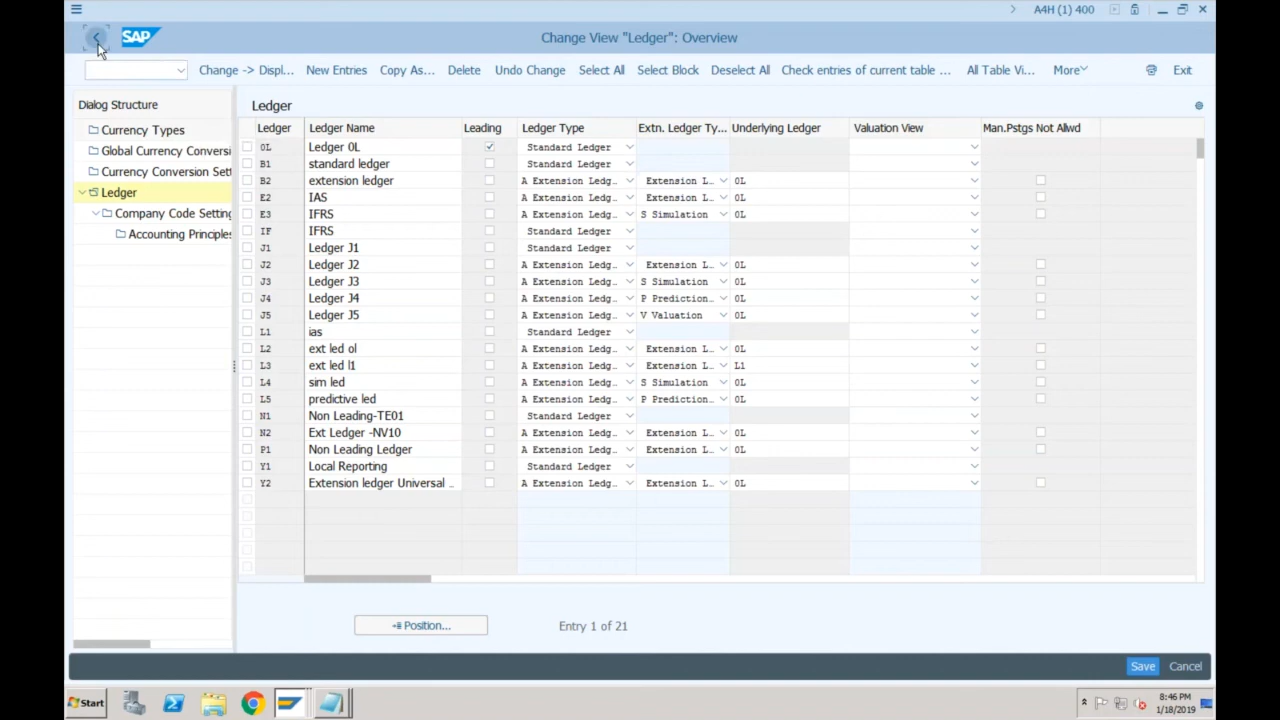 A4H (1) 400
SAP
Change View "Ledger": Overview
Change -> Displ... New Entries Copy As... Delete Undo Change Select All Select Block Deselect All Check entries of current table ... All Table Vi... More Exit
Dialog Structure
Currency Types
Global Currency Conversi
Currency Conversion Sett
Ledger
Company Code Setting
Accounting Principles
Ledger
Ledger Ledger Name Leading Ledger Type Extn. Ledger Ty... Underlying Ledger Valuation View Man.Pstgs Not Allwd
0L Ledger 0L Standard Ledger
B1 standard ledger Standard Ledger
B2 extension ledger A Extension Ledg… Extension L… 0L
E2 IAS A Extension Ledg… Extension L… 0L
E3 IFRS A Extension Ledg… S Simulation 0L
IF IFRS Standard Ledger
J1 Ledger J1 Standard Ledger
J2 Ledger J2 A Extension Ledg… Extension L… 0L
J3 Ledger J3 A Extension Ledg… S Simulation 0L
J4 Ledger J4 A Extension Ledg… P Prediction… 0L
J5 Ledger J5 A Extension Ledg… V Valuation 0L
L1 ias Standard Ledger
L2 ext led ol A Extension Ledg… Extension L… 0L
L3 ext led l1 A Extension Ledg… Extension L… L1
L4 sim led A Extension Ledg… S Simulation 0L
L5 predictive led A Extension Ledg… P Prediction… 0L
N1 Non Leading-TE01 Standard Ledger
N2 Ext Ledger -NV10 A Extension Ledg… Extension L… 0L
P1 Non Leading Ledger A Extension Ledg… Extension L… 0L
Y1 Local Reporting Standard Ledger
Y2 Extension ledger Universal … A Extension Ledg… Extension L… 0L
Position...
Entry 1 of 21
Save Cancel
Start
8:46 PM
1/18/2019